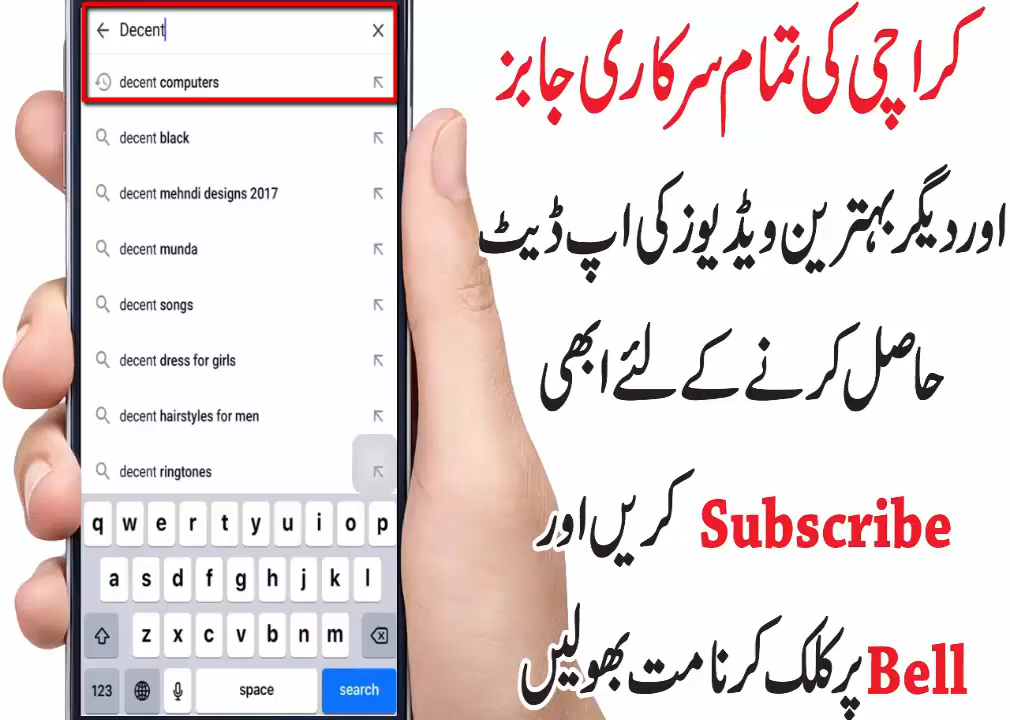 Decent
decent computers
decent black
decent mehndi designs 2017
decent munda
decent songs
decent dress for girls
decent hairstyles for men
decent ringtones
q w e r t y u i o p
a s d f g h j k l
z x c v b n m
123 space search
کراچی کی تمام سرکاری جابز
اور دیگر بہترین ویڈیوز کی اپ ڈیٹ
حاصل کرنے کے لئے ابھی
Subscribe کریں اور
Bell پر کلک کرنا مت بھولیں